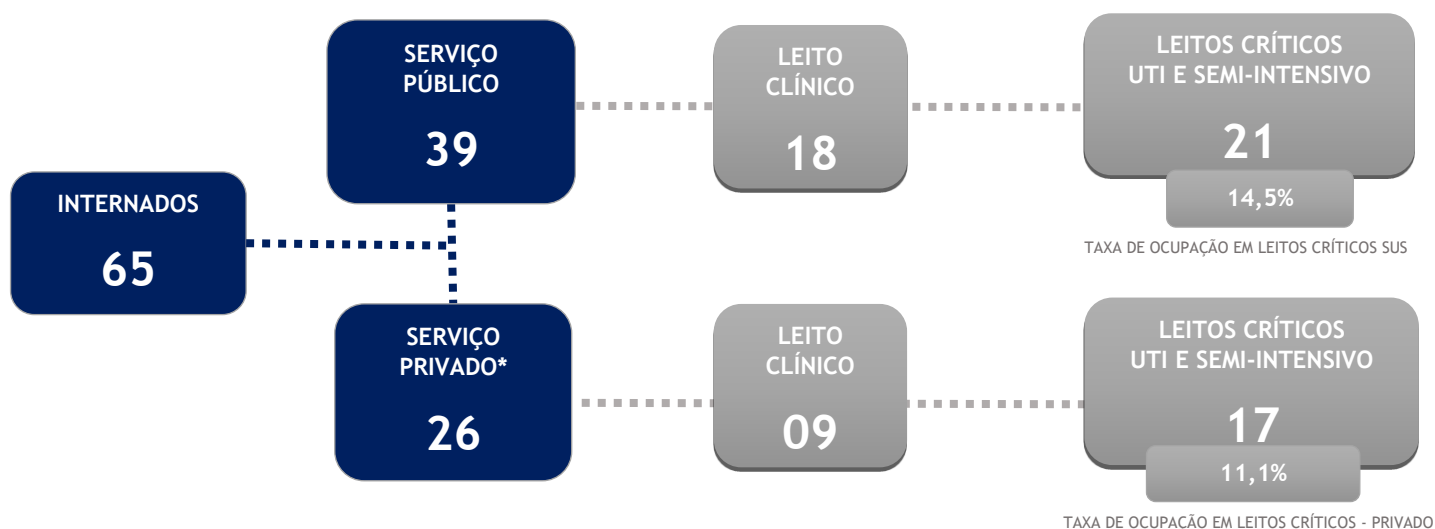 INTERNADOS
65
SERVIÇO
PÚBLICO
39
LEITO
CLÍNICO
18
LEITOS CRÍTICOS
UTI E SEMI-INTENSIVO
21
14,5%
TAXA DE OCUPAÇÃO EM LEITOS CRÍTICOS SUS
SERVIÇO
PRIVADO*
26
LEITO
CLÍNICO
09
LEITOS CRÍTICOS
UTI E SEMI-INTENSIVO
17
11,1%
TAXA DE OCUPAÇÃO EM LEITOS CRÍTICOS - PRIVADO